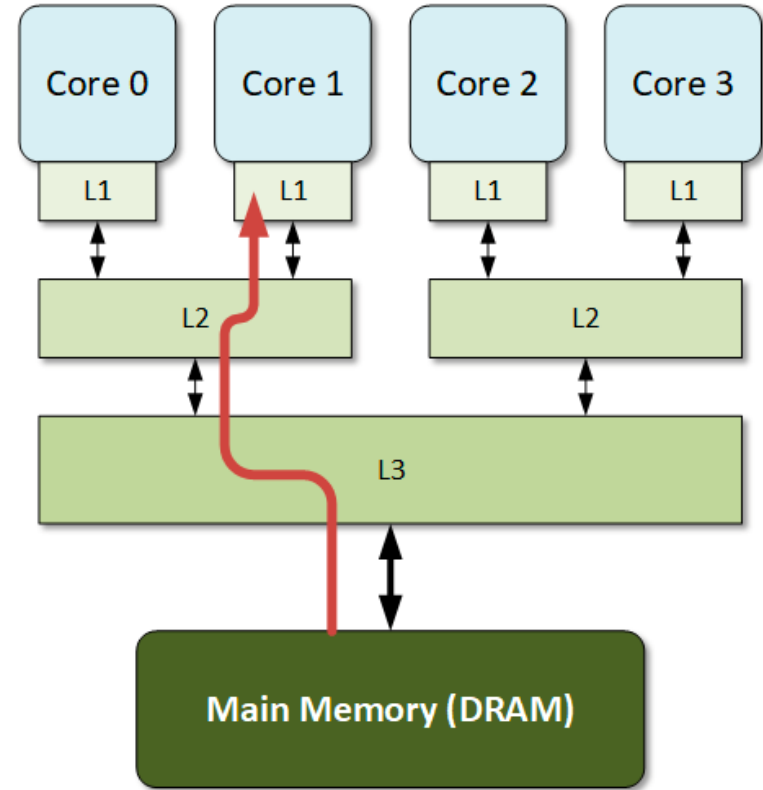 Core 0
Core 1
Core 2
Core 3
L1
L1
L1
L1
L2
L2
L3
Main Memory (DRAM)